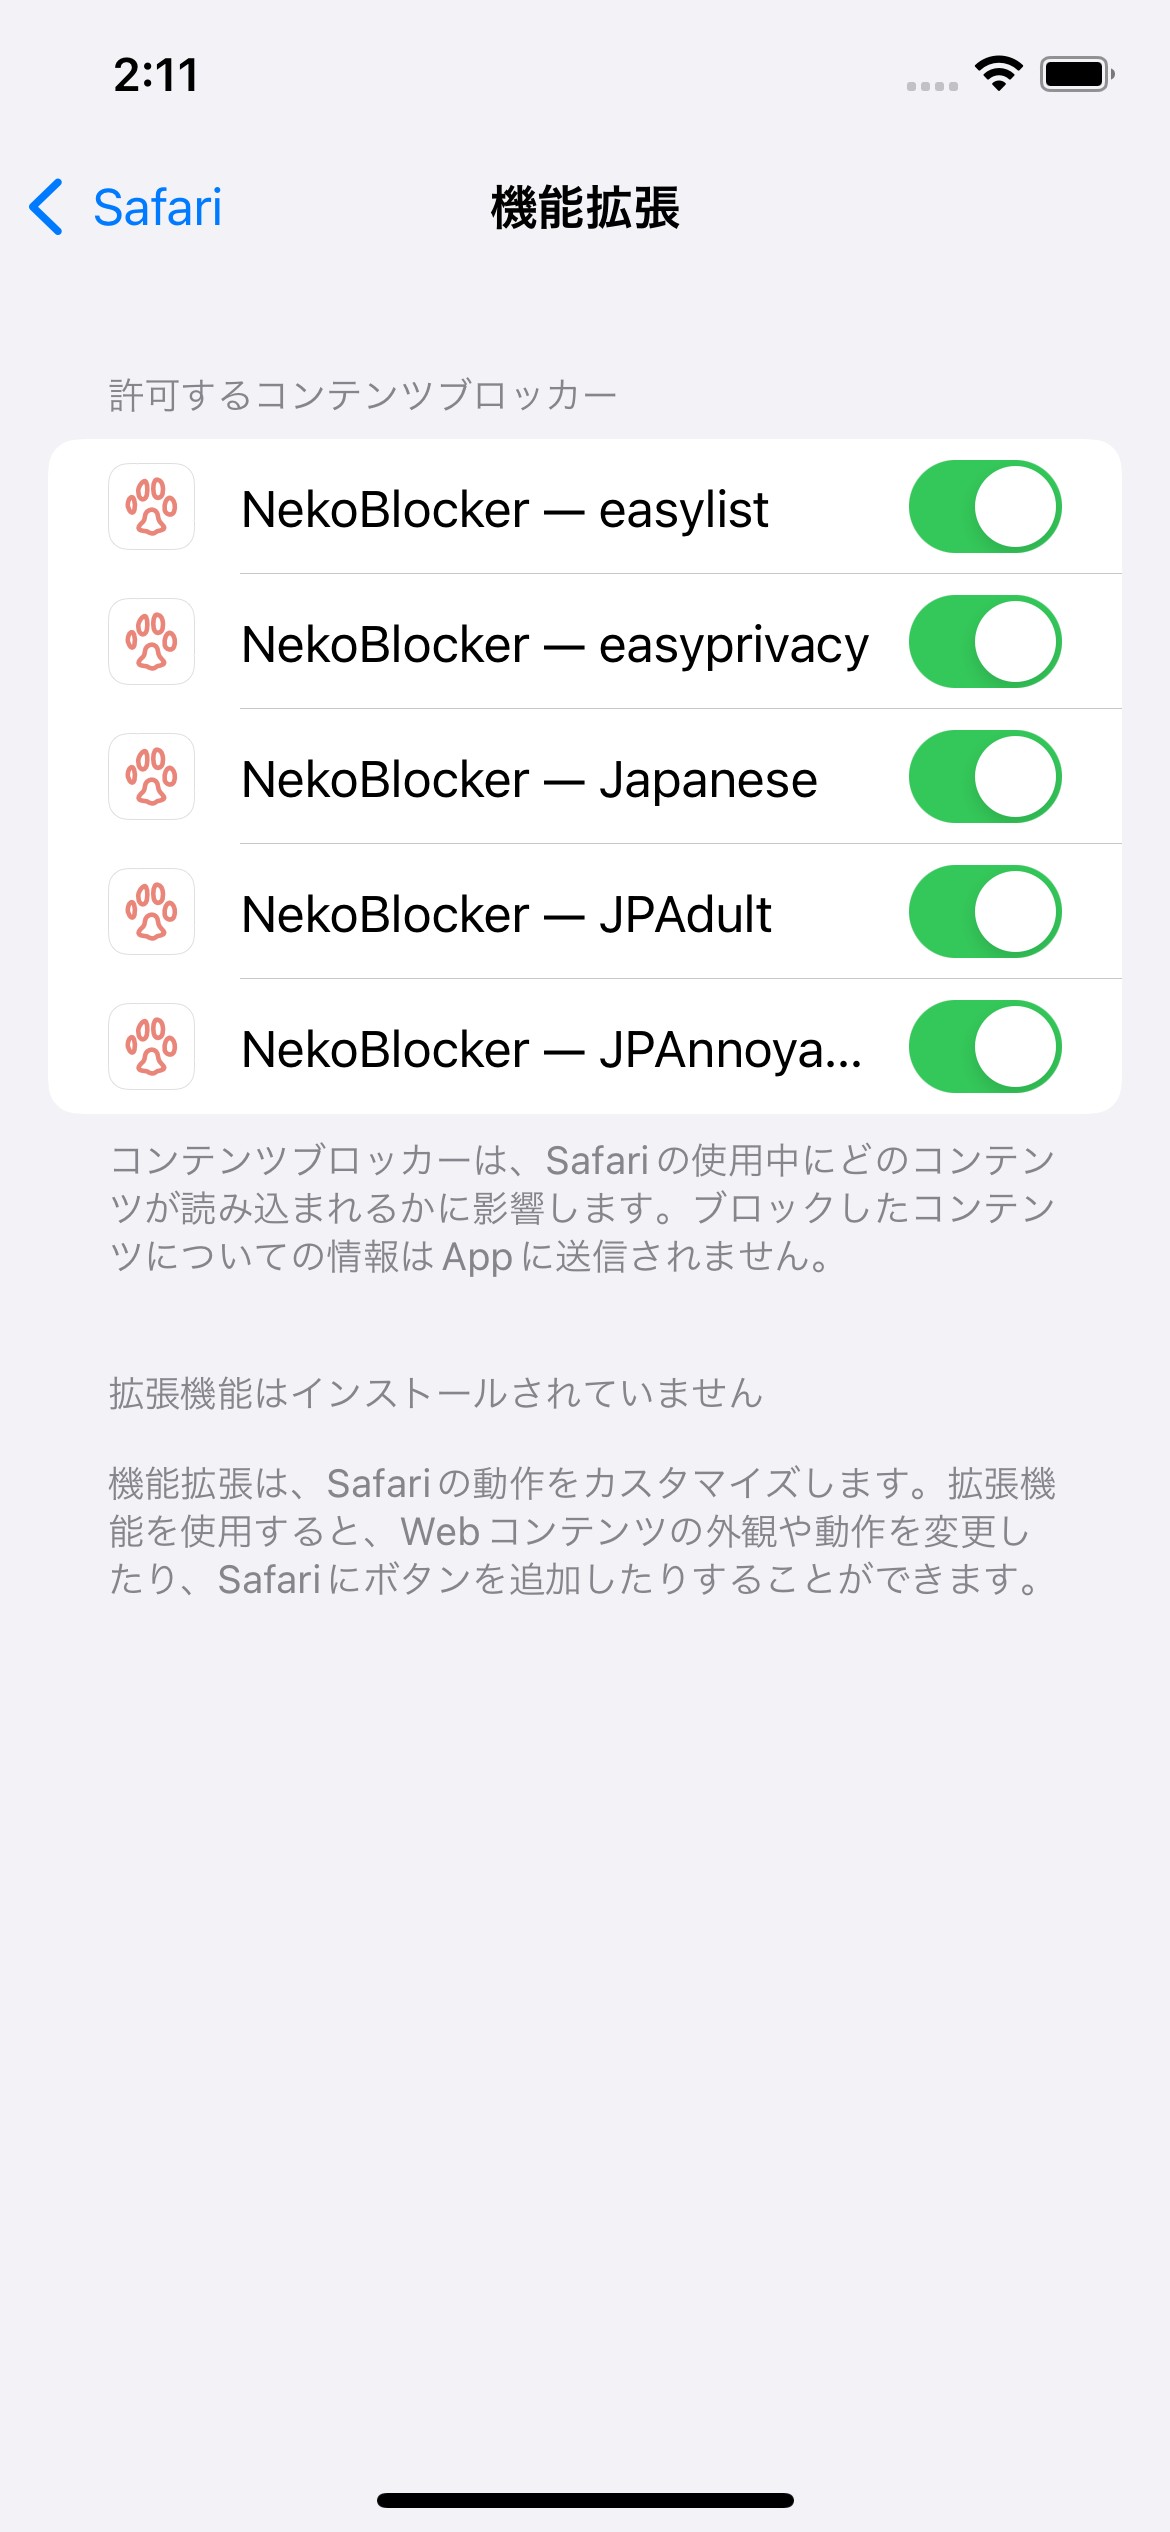 2:11
Safari
機能拡張
許可するコンテンツブロッカー
NekoBlocker — easylist
NekoBlocker — easyprivacy
NekoBlocker — Japanese
NekoBlocker — JPAdult
NekoBlocker — JPAnnoya...
コンテンツブロッカーは、Safariの使用中にどのコンテン
ツが読み込まれるかに影響します。ブロックしたコンテン
ツについての情報はAppに送信されません。
拡張機能はインストールされていません
機能拡張は、Safariの動作をカスタマイズします。拡張機
能を使用すると、Webコンテンツの外観や動作を変更し
たり、Safariにボタンを追加したりすることができます。